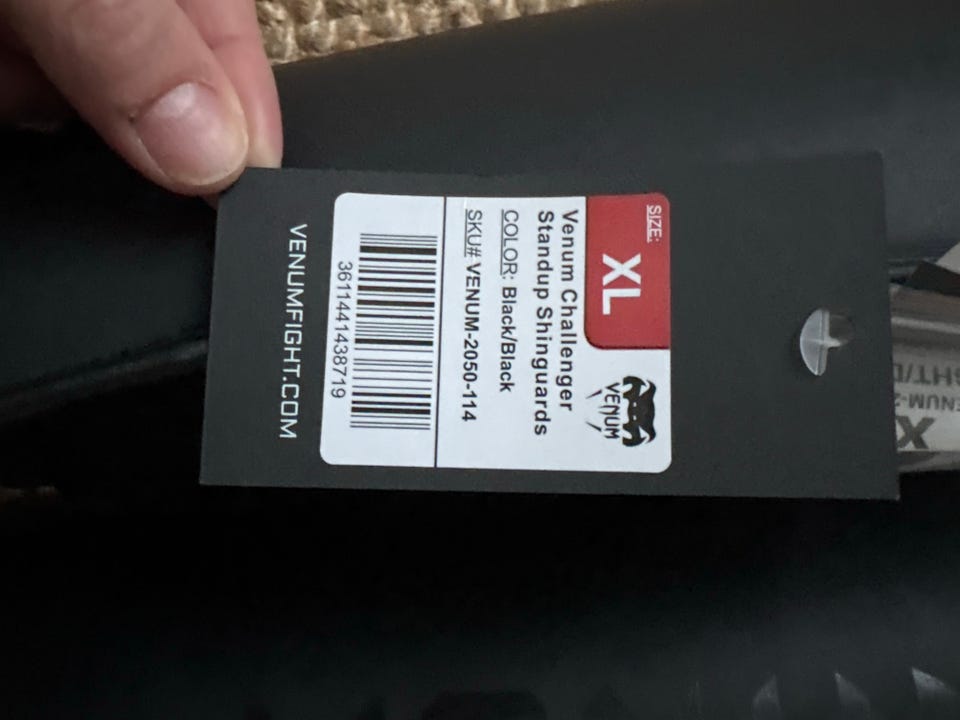 SIZE:
XL
VENUM
Venum Challenger
Standup Shinguards
COLOR: Black/Black
SKU# VENUM-2050-114
3611441438719
VENUMFIGHT.COM
X